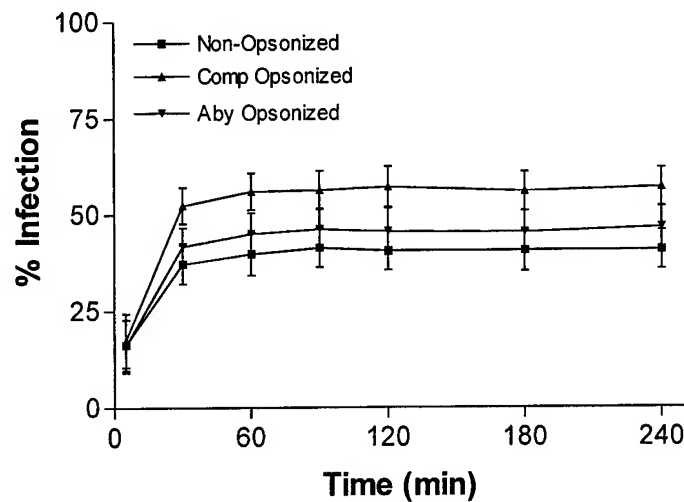 100
Non-Opsonized
Comp Opsonized
75
Aby Opsonized
% Infection
50
25
0
0 60 120 180 240
Time (min)